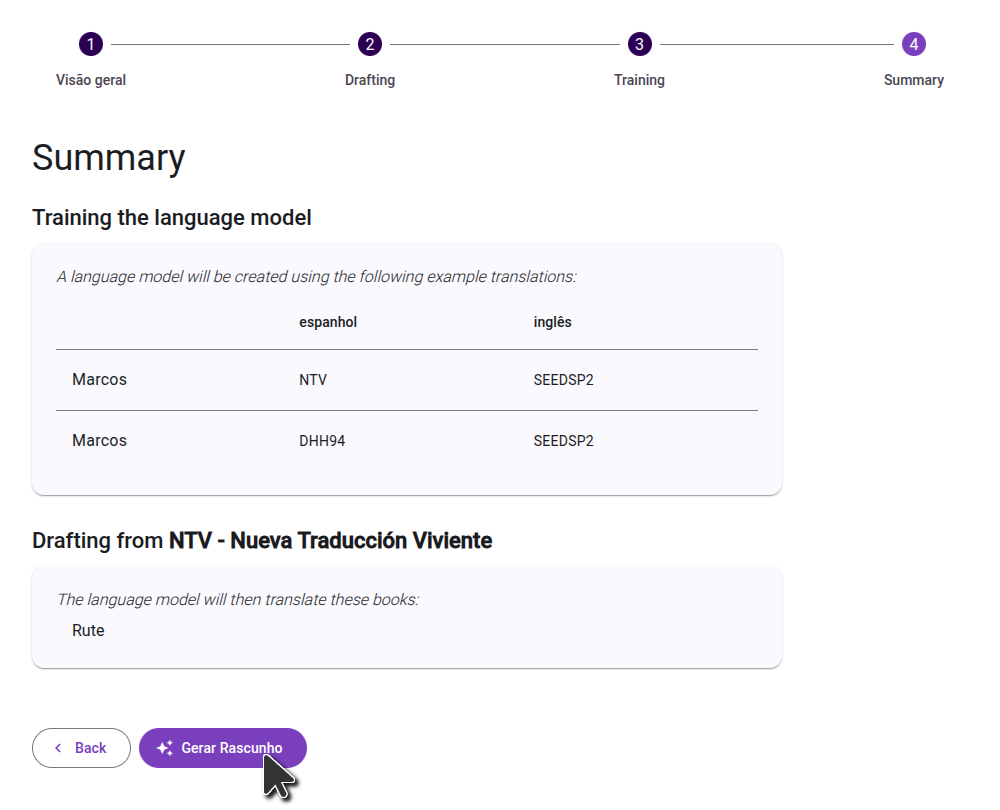 1 2 3 4
Visão geral Drafting Training Summary
Summary
Training the language model
A language model will be created using the following example translations:
espanhol inglês
Marcos NTV SEEDSP2
Marcos DHH94 SEEDSP2
Drafting from NTV - Nueva Traducción Viviente
The language model will then translate these books:
Rute
Back Gerar Rascunho